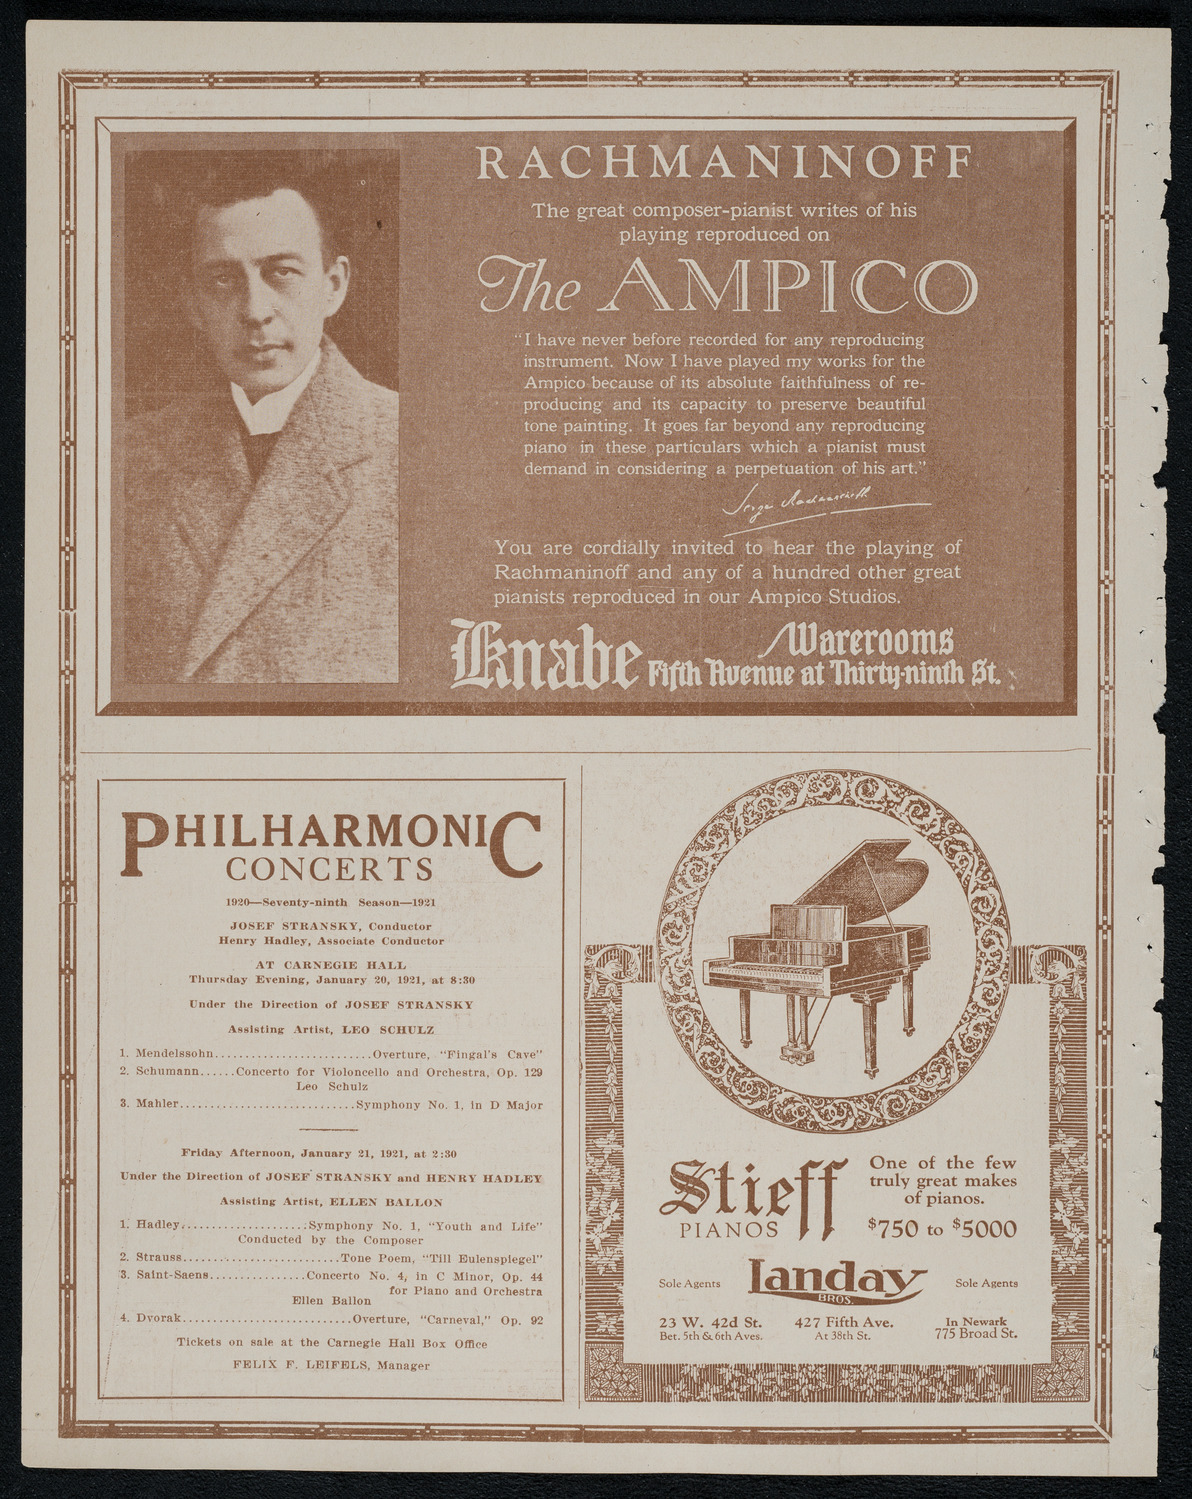 RACHMANINOFF
The great composer-pianist writes of his
playing reproduced on
The AMPICO
"I have never before recorded for any reproducing
instrument. Now I have played my works for the
Ampico because of its absolute faithfulness of re-
producing and its capacity to preserve beautiful
tone painting. It goes far beyond any reproducing
piano in these particulars which a pianist must
demand in considering a perpetuation of his art."
Serge Rachmaninoff
You are cordially invited to hear the playing of
Rachmaninoff and any of a hundred other great
pianists reproduced in our Ampico Studios.
Knabe Warerooms
Fifth Avenue at Thirty-ninth St.
PHILHARMONIC
CONCERTS
1920—Seventy-ninth Season—1921
JOSEF STRANSKY, Conductor
Henry Hadley, Associate Conductor
AT CARNEGIE HALL
Thursday Evening, January 20, 1921, at 8:30
Under the Direction of JOSEF STRANSKY
Assisting Artist, LEO SCHULZ
1. Mendelssohn..........................Overture, "Fingal's Cave"
2. Schumann......Concerto for Violoncello and Orchestra, Op. 129
Leo Schulz
3. Mahler.............................Symphony No. 1, in D Major
Friday Afternoon, January 21, 1921, at 2:30
Under the Direction of JOSEF STRANSKY and HENRY HADLEY
Assisting Artist, ELLEN BALLON
1. Hadley.....................Symphony No. 1, "Youth and Life"
Conducted by the Composer
2. Strauss..........................Tone Poem, "Till Eulenspiegel"
3. Saint-Saens................Concerto No. 4, in C Minor, Op. 44
for Piano and Orchestra
Ellen Ballon
4. Dvorak............................Overture, "Carneval," Op. 92
Tickets on sale at the Carnegie Hall Box Office
FELIX F. LEIFELS, Manager
Stieff
PIANOS
One of the few
truly great makes
of pianos.
$750 to $5000
Sole Agents Landay Sole Agents
BROS.
23 W. 42d St. 427 Fifth Ave. In Newark
Bet. 5th & 6th Aves. At 38th St. 775 Broad St.